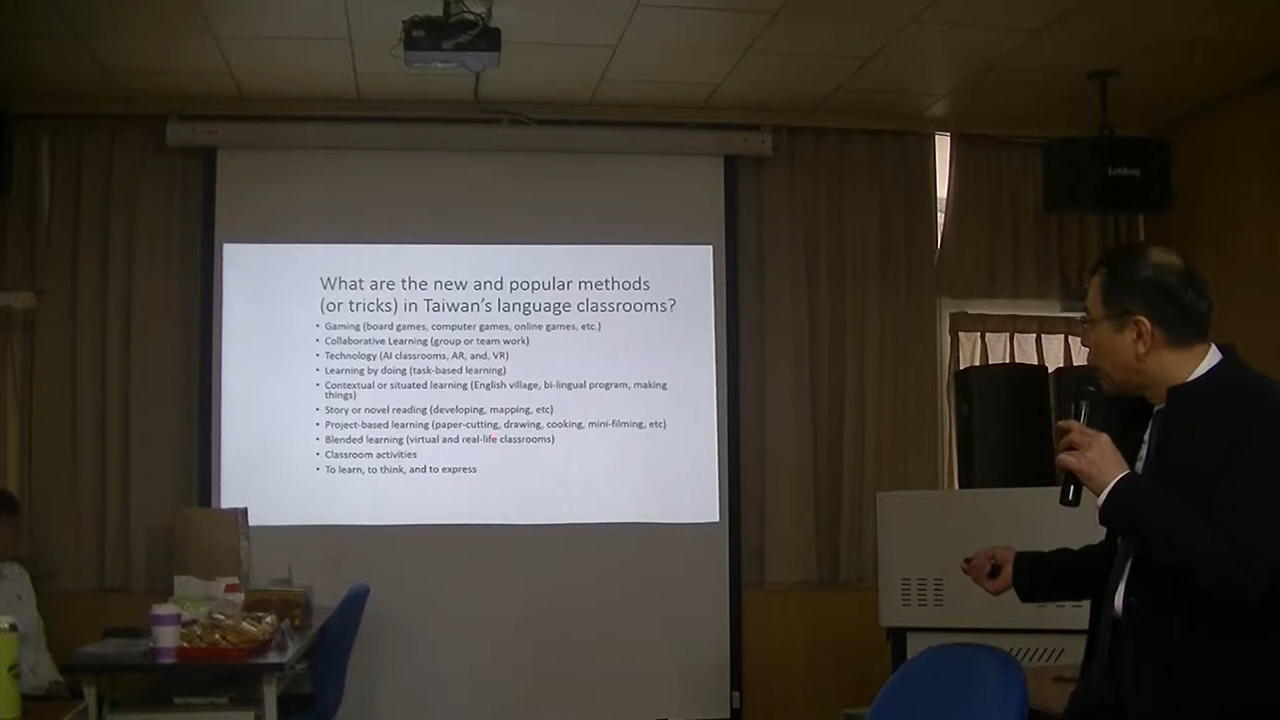 What are the new and popular methods
(or tricks) in Taiwan's language classrooms?
• Gaming (board games, computer games, online games, etc.)
• Collaborative Learning (group or team work)
• Technology (AI classrooms, AR, and, VR)
• Learning by doing (task-based learning)
• Contextual or situated learning (English village, bi-lingual program, making
things)
• Story or novel reading (developing, mapping, etc)
• Project-based learning (paper-cutting, drawing, cooking, mini-filming, etc)
• Blended learning (virtual and real-life classrooms)
• Classroom activities
• To learn, to think, and to express